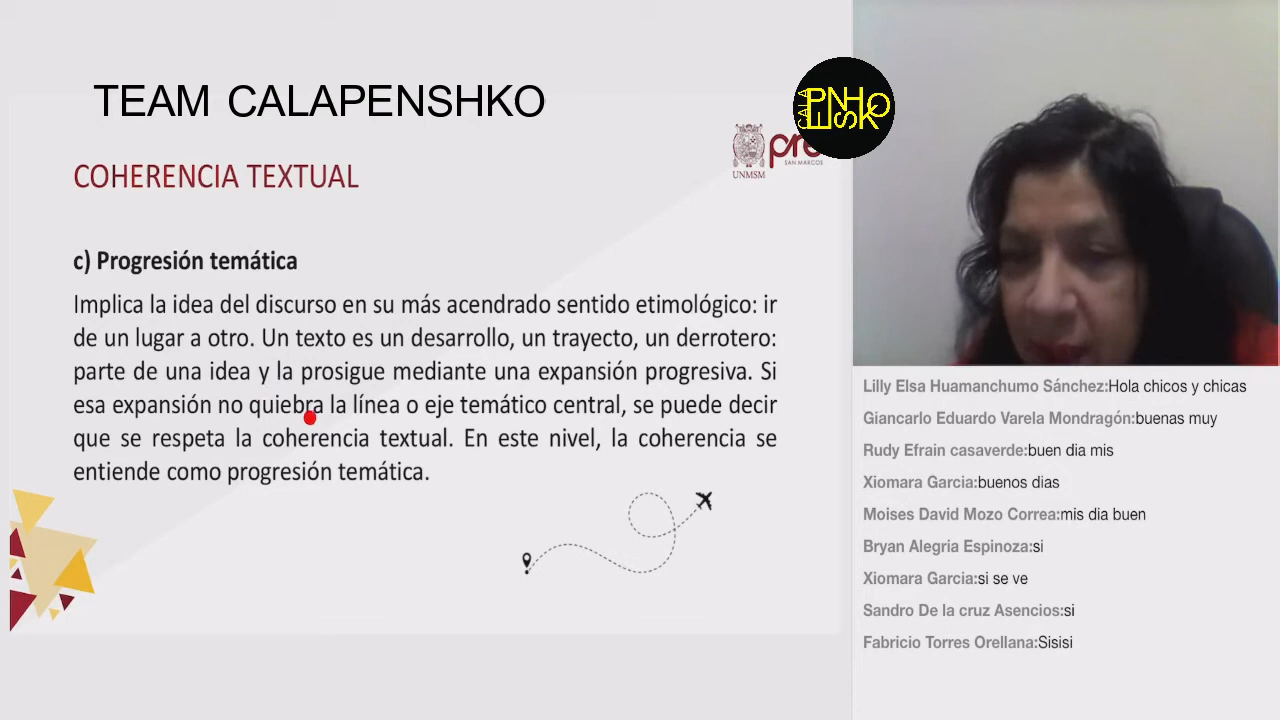 TEAM CALAPENSHKO
CALA
PENHSKO
pre
SAN MARCOS
UNMSM
COHERENCIA TEXTUAL
c) Progresión temática
Implica la idea del discurso en su más acendrado sentido etimológico: ir
de un lugar a otro. Un texto es un desarrollo, un trayecto, un derrotero:
parte de una idea y la prosigue mediante una expansión progresiva. Si
esa expansión no quiebra la línea o eje temático central, se puede decir
que se respeta la coherencia textual. En este nivel, la coherencia se
entiende como progresión temática.
Lilly Elsa Huamanchumo Sánchez:Hola chicos y chicas
Giancarlo Eduardo Varela Mondragón:buenas muy
Rudy Efrain casaverde:buen dia mis
Xiomara Garcia:buenos dias
Moises David Mozo Correa:mis dia buen
Bryan Alegria Espinoza:si
Xiomara Garcia:si se ve
Sandro De la cruz Asencios:si
Fabricio Torres Orellana:Sisisi